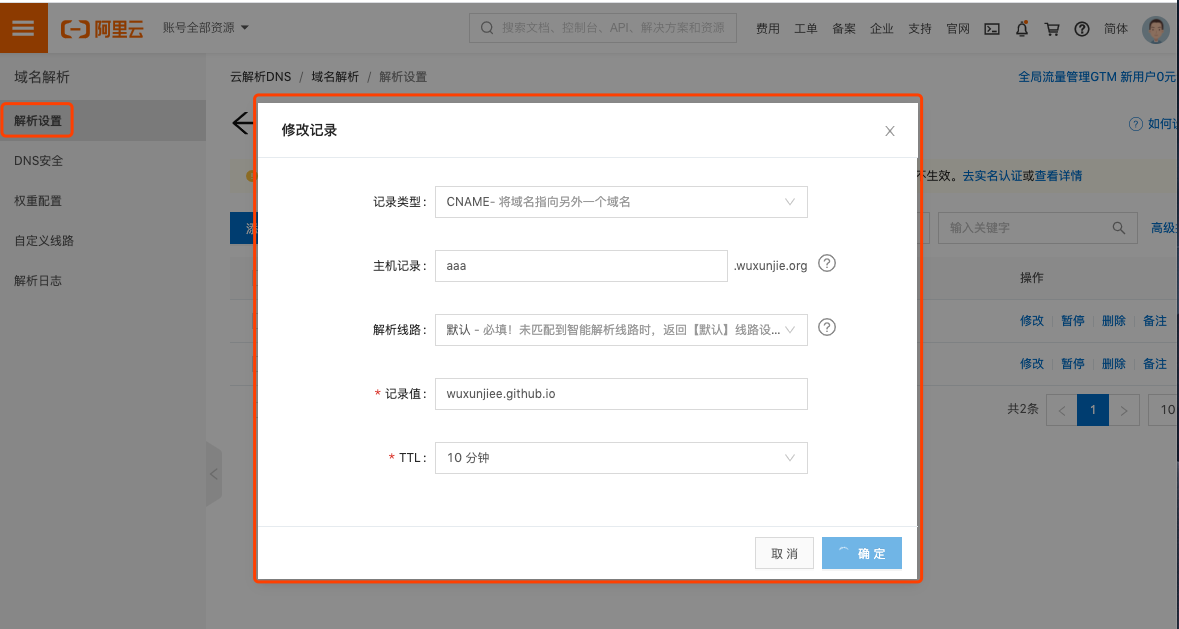 阿里云 账号全部资源 搜索文档、控制台、API、解决方案和资源 费用 工单 备案 企业 支持 官网 简体
域名解析
解析设置
DNS安全
权重配置
自定义线路
解析日志
云解析DNS / 域名解析 / 解析设置 全局流量管理GTM 新用户0元
如何
不生效。去实名认证或查看详情
输入关键字 高级
操作
修改 暂停 删除 备注
修改 暂停 删除 备注
共2条 < 1 > 10
修改记录
记录类型: CNAME- 将域名指向另外一个域名
主机记录: aaa .wuxunjie.org
解析线路: 默认 - 必填！未匹配到智能解析线路时，返回【默认】线路设...
* 记录值: wuxunjiee.github.io
* TTL: 10 分钟
取 消 确 定